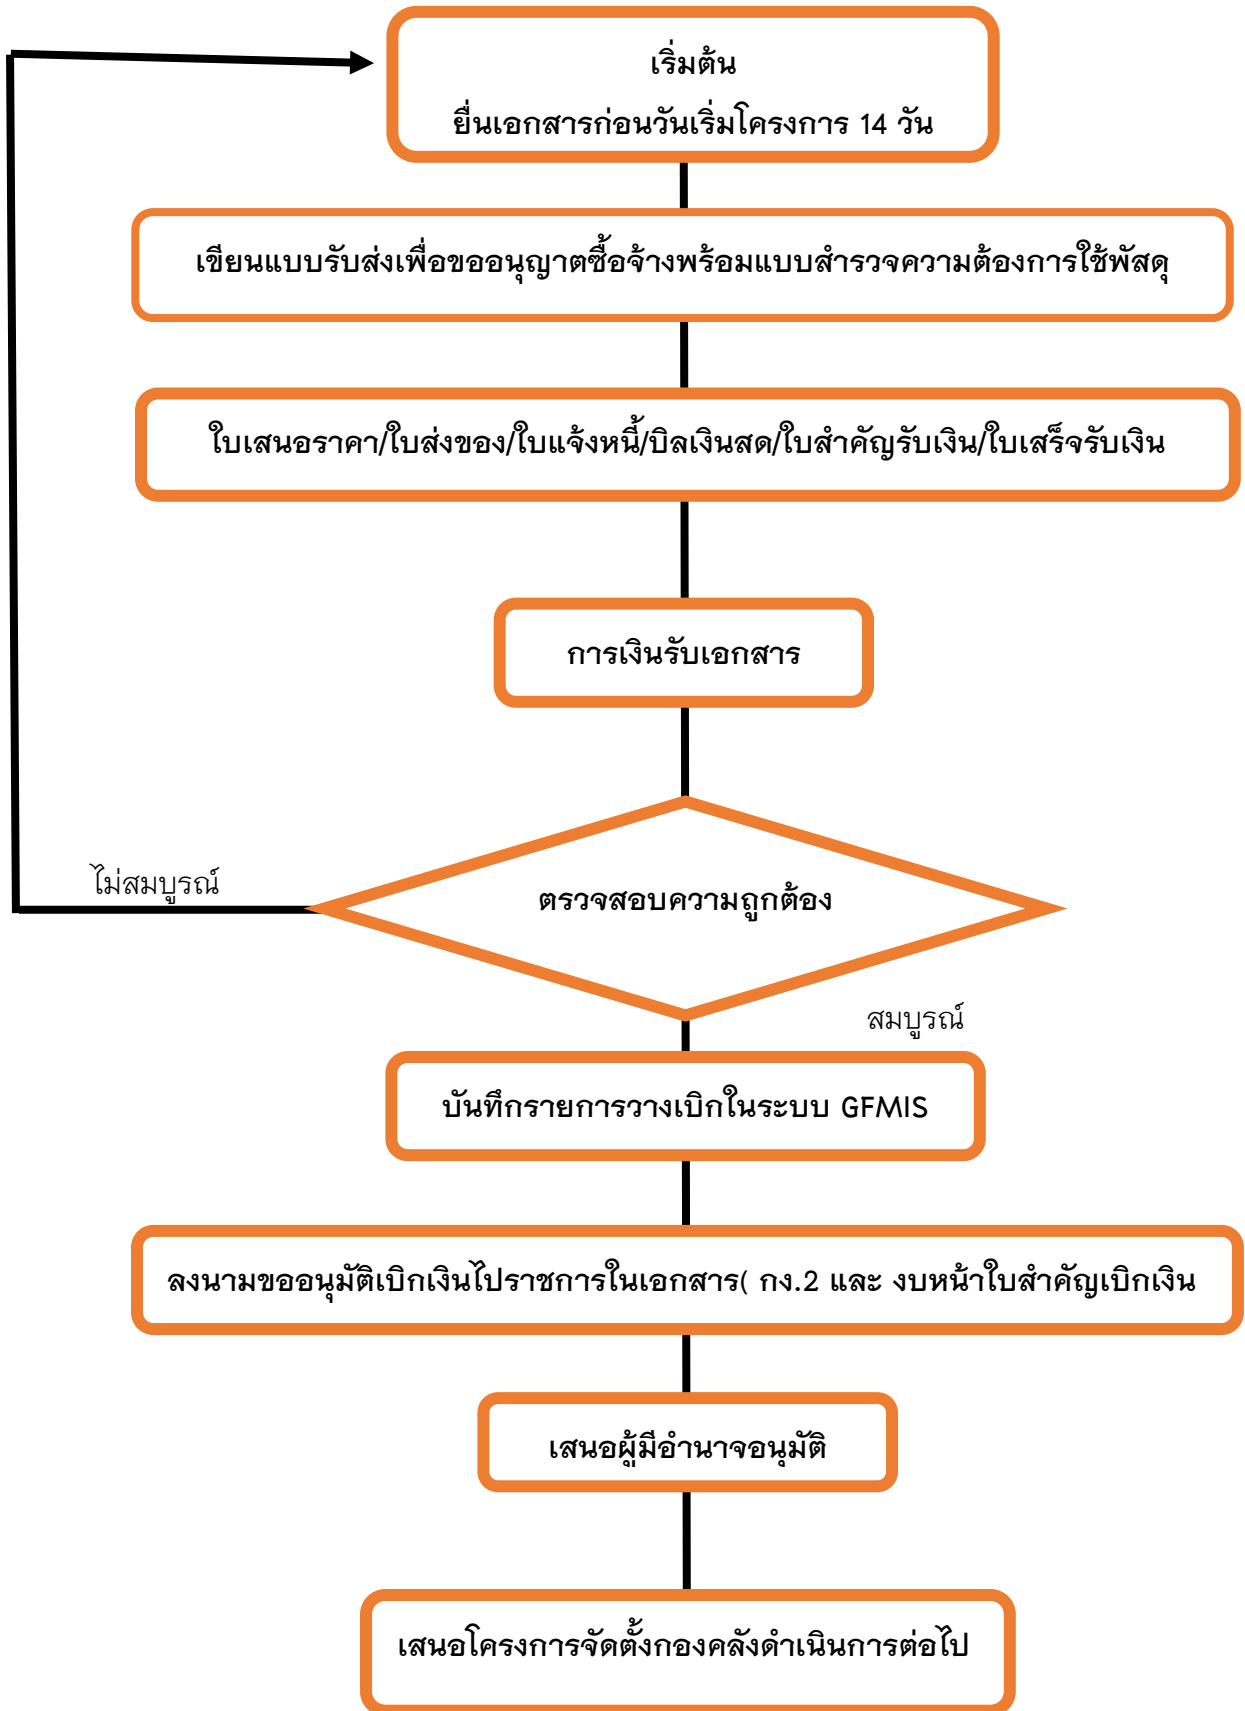 เริ่มต้น
ยื่นเอกสารก่อนวันเริ่มโครงการ 14 วัน
เขียนแบบรับส่งเพื่อขออนุญาตซื้อจ้างพร้อมแบบสำรวจความต้องการใช้พัสดุ
ใบเสนอราคา/ใบส่งของ/ใบแจ้งหนี้/บิลเงินสด/ใบสำคัญรับเงิน/ใบเสร็จรับเงิน
การเงินรับเอกสาร
ไม่สมบูรณ์
ตรวจสอบความถูกต้อง
สมบูรณ์
บันทึกรายการวางเบิกในระบบ GFMIS
ลงนามขออนุมัติเบิกเงินไปราชการในเอกสาร( กง.2 และ งบหน้าใบสำคัญเบิกเงิน
เสนอผู้มีอำนาจอนุมัติ
เสนอโครงการจัดตั้งกองคลังดำเนินการต่อไป